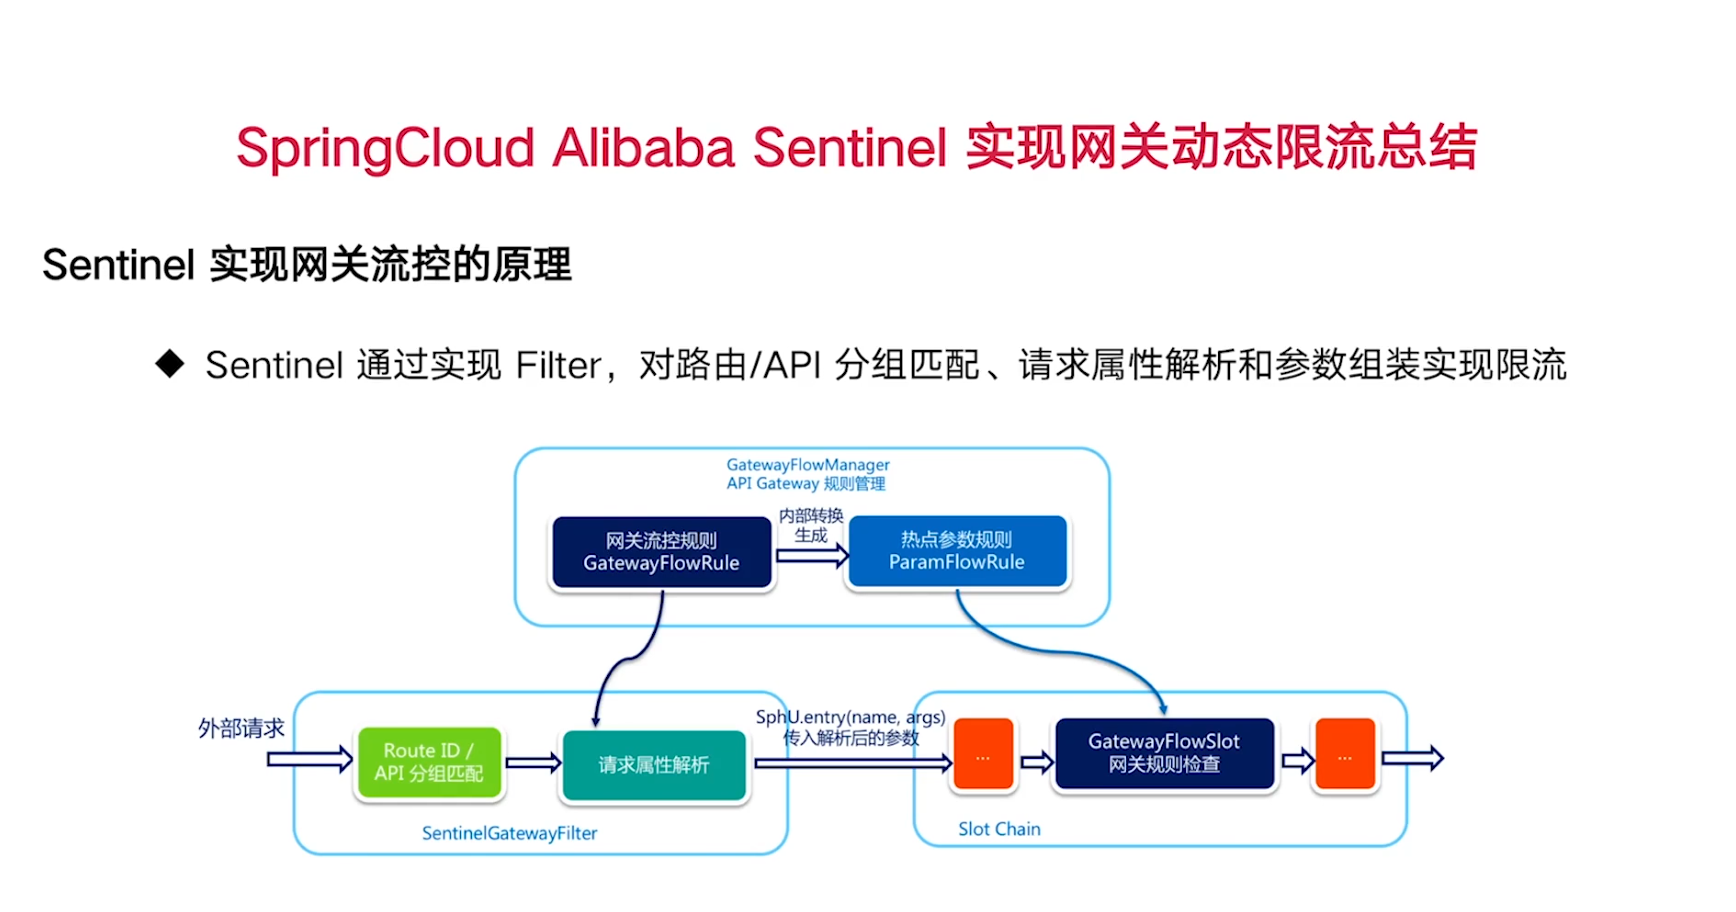 SpringCloud Alibaba Sentinel 实现网关动态限流总结
Sentinel 实现网关流控的原理
◆ Sentinel 通过实现 Filter，对路由/API 分组匹配、请求属性解析和参数组装实现限流
GatewayFlowManager
API Gateway 规则管理
网关流控规则
GatewayFlowRule
内部转换
生成
热点参数规则
ParamFlowRule
外部请求
Route ID /
API 分组匹配
请求属性解析
SentinelGatewayFilter
SphU.entry(name, args)
传入解析后的参数
...
GatewayFlowSlot
网关规则检查
...
Slot Chain